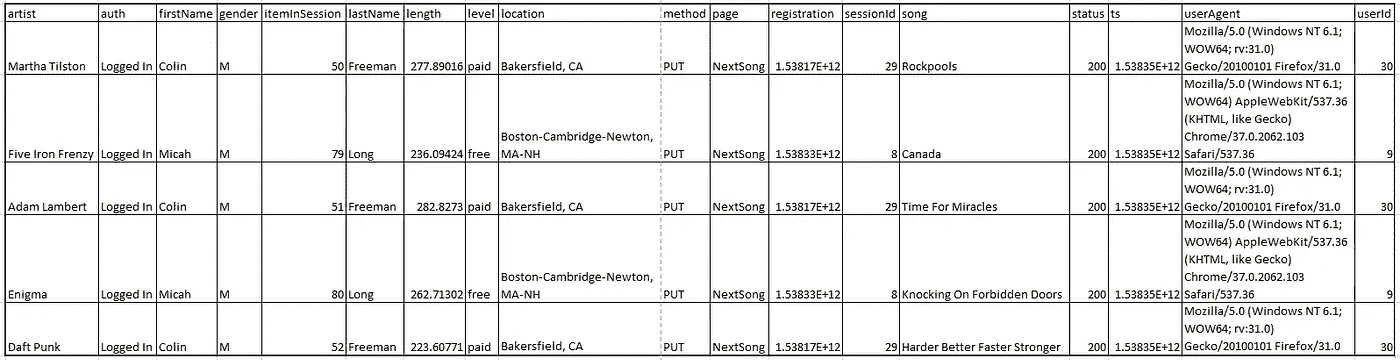 artist auth firstName gender itemInSession lastName length level location method page registration sessionId song status ts userAgent userId
Mozilla/5.0 (Windows NT 6.1;
WOW64; rv:31.0)
Martha Tilston Logged In Colin M 50 Freeman 277.89016 paid Bakersfield, CA PUT NextSong 1.53817E+12 29 Rockpools 200 1.53835E+12 Gecko/20100101 Firefox/31.0 30
Mozilla/5.0 (Windows NT 6.1;
WOW64) AppleWebKit/537.36
(KHTML, like Gecko)
Boston-Cambridge-Newton, Chrome/37.0.2062.103
Five Iron Frenzy Logged In Micah M 79 Long 236.09424 free MA-NH PUT NextSong 1.53833E+12 8 Canada 200 1.53835E+12 Safari/537.36 9
Mozilla/5.0 (Windows NT 6.1;
WOW64; rv:31.0)
Adam Lambert Logged In Colin M 51 Freeman 282.8273 paid Bakersfield, CA PUT NextSong 1.53817E+12 29 Time For Miracles 200 1.53835E+12 Gecko/20100101 Firefox/31.0 30
Mozilla/5.0 (Windows NT 6.1;
WOW64) AppleWebKit/537.36
(KHTML, like Gecko)
Boston-Cambridge-Newton, Chrome/37.0.2062.103
Enigma Logged In Micah M 80 Long 262.71302 free MA-NH PUT NextSong 1.53833E+12 8 Knocking On Forbidden Doors 200 1.53835E+12 Safari/537.36 9
Mozilla/5.0 (Windows NT 6.1;
WOW64; rv:31.0)
Daft Punk Logged In Colin M 52 Freeman 223.60771 paid Bakersfield, CA PUT NextSong 1.53817E+12 29 Harder Better Faster Stronger 200 1.53835E+12 Gecko/20100101 Firefox/31.0 30